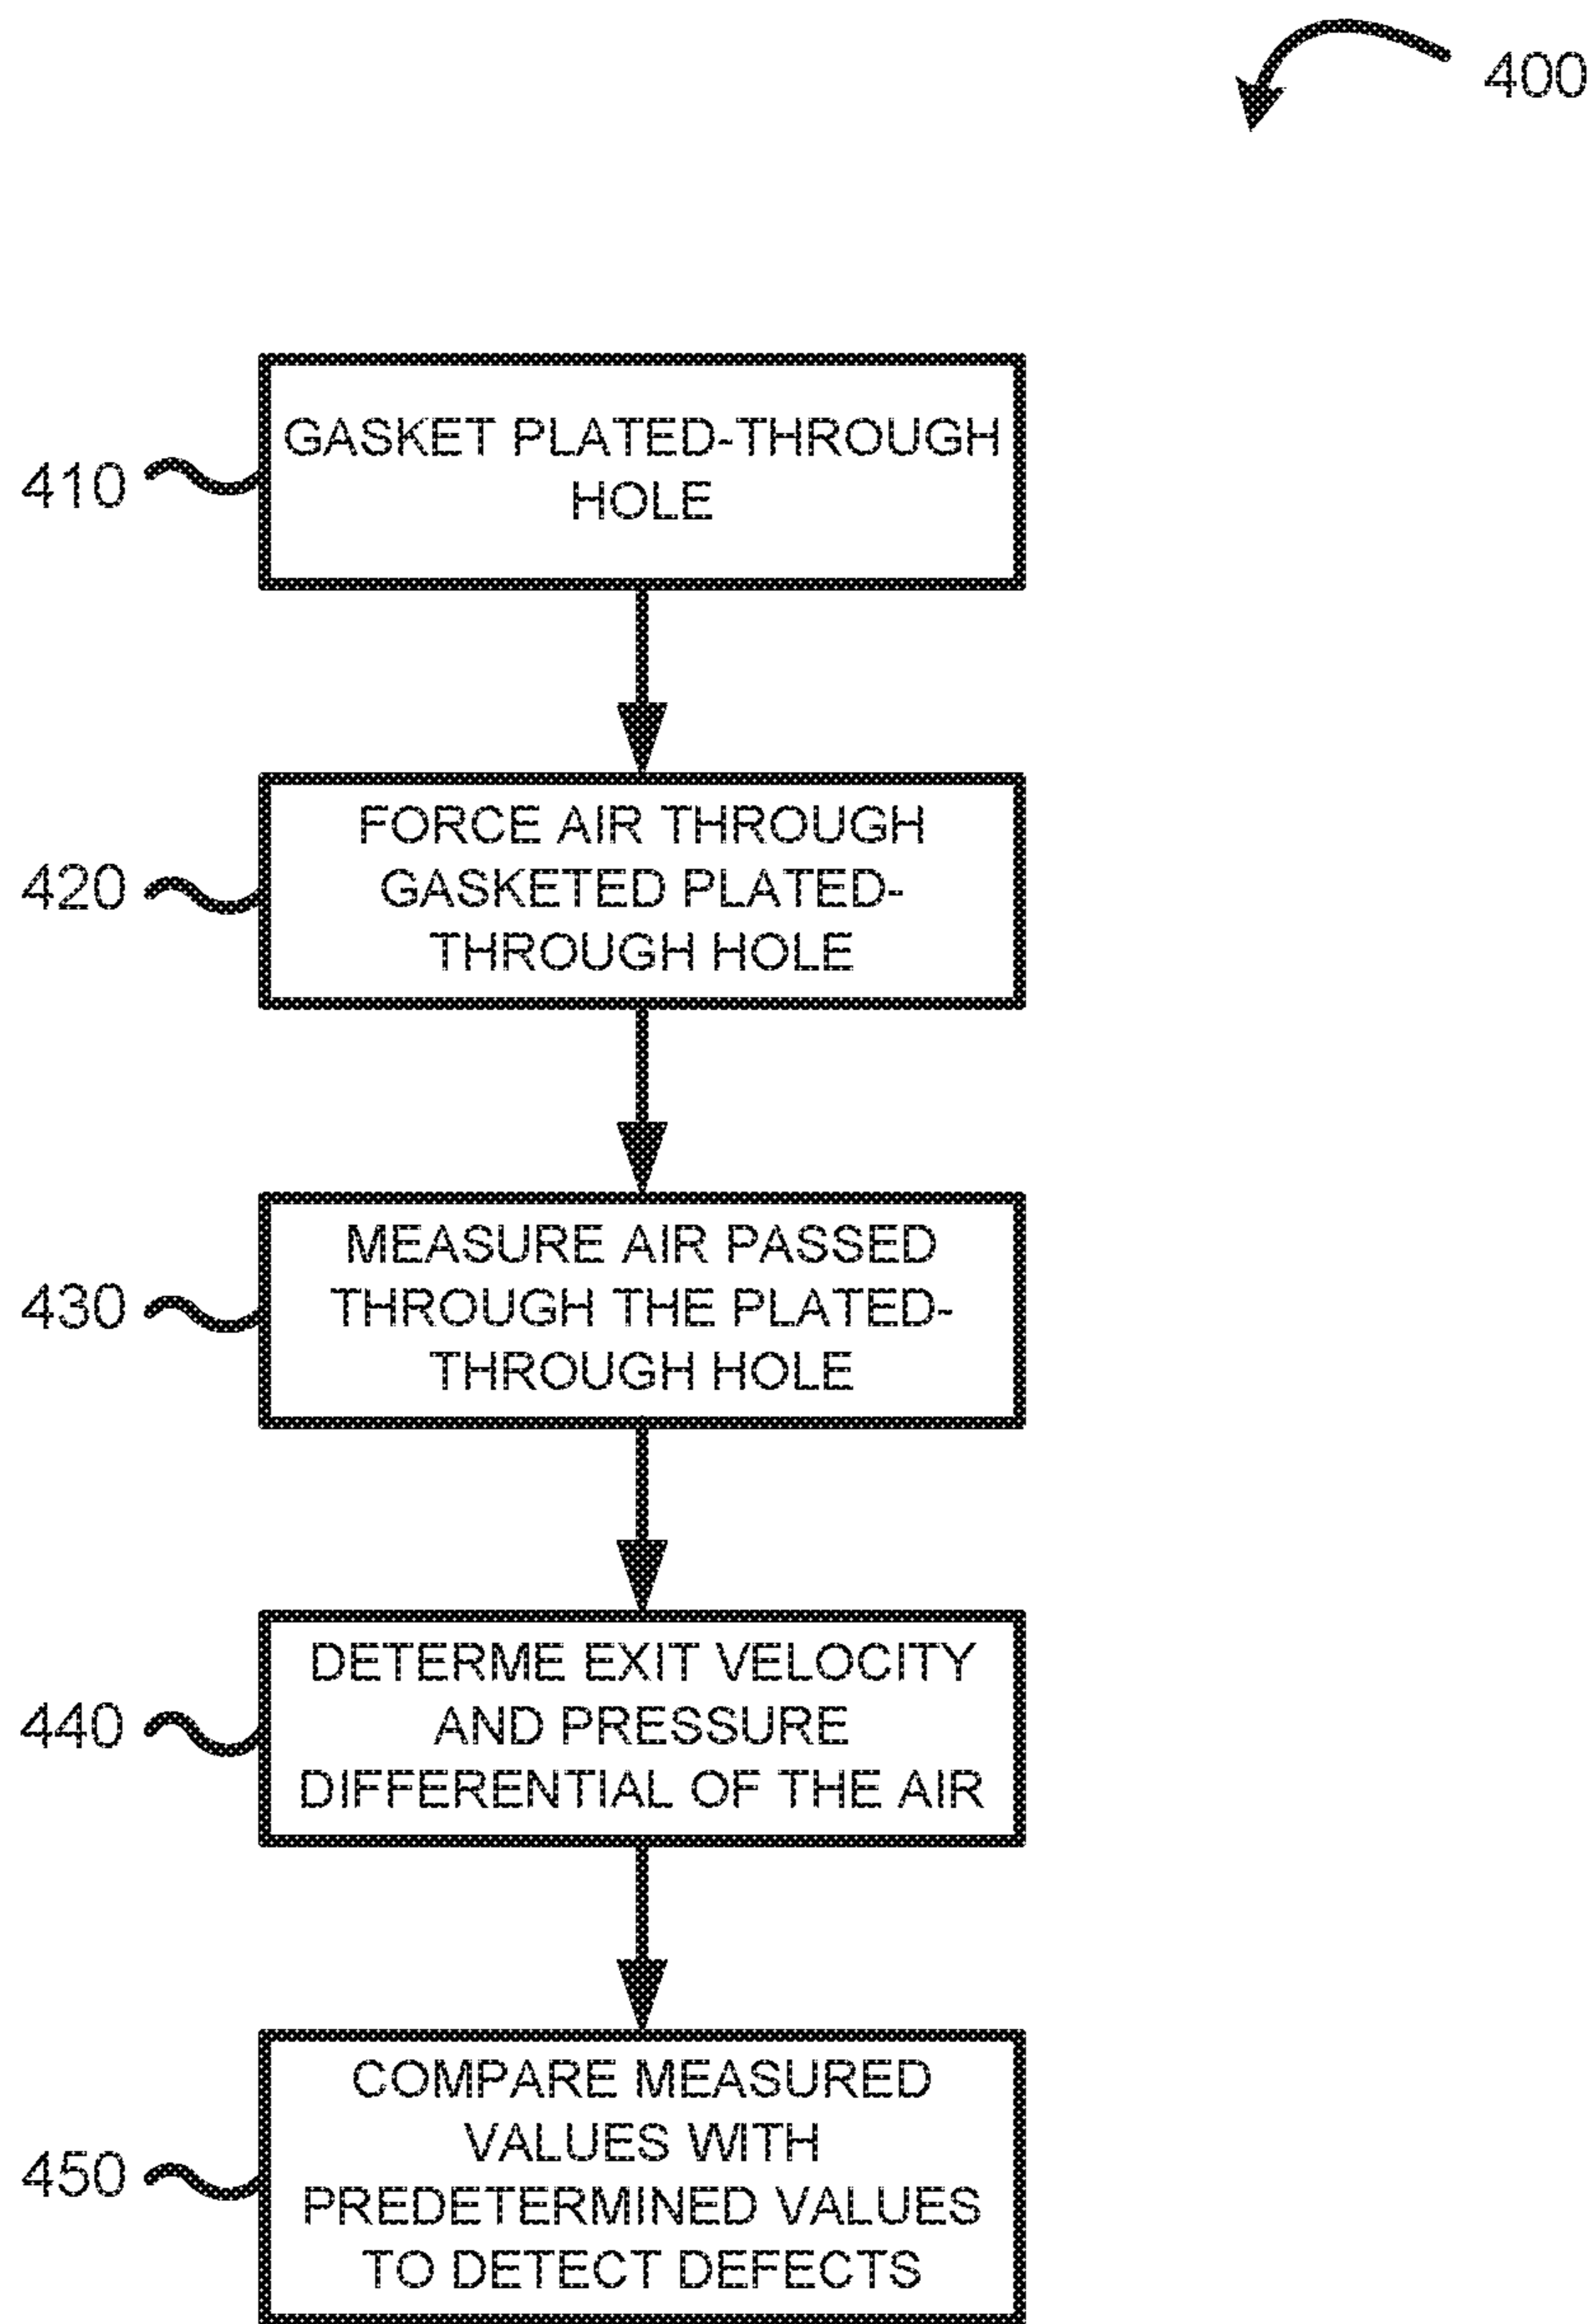 400
GASKET PLATED-THROUGH
HOLE
410
FORCE AIR THROUGH
GASKETED PLATED-
THROUGH HOLE
420
MEASURE AIR PASSED
THROUGH THE PLATED-
THROUGH HOLE
430
DETERME EXIT VELOCITY
AND PRESSURE
DIFFERENTIAL OF THE AIR
440
COMPARE MEASURED
VALUES WITH
PREDETERMINED VALUES
TO DETECT DEFECTS
450